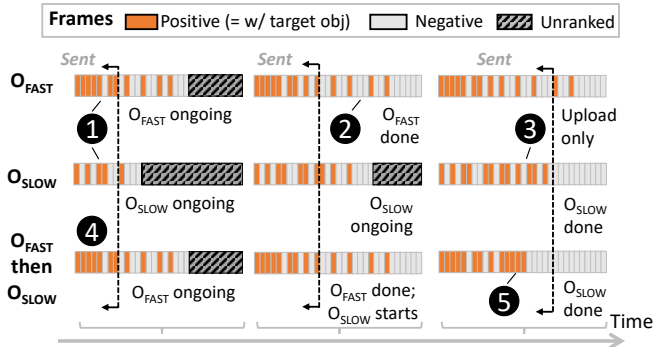 Frames Positive (= w/ target obj) Negative Unranked
Sent Sent Sent
OFAST
1 OFAST ongoing 2 OFAST done 3 Upload only
OSLOW
OSLOW ongoing OSLOW ongoing OSLOW done
4
OFAST then OSLOW
OFAST ongoing OFAST done; OSLOW starts 5 OSLOW done
Time